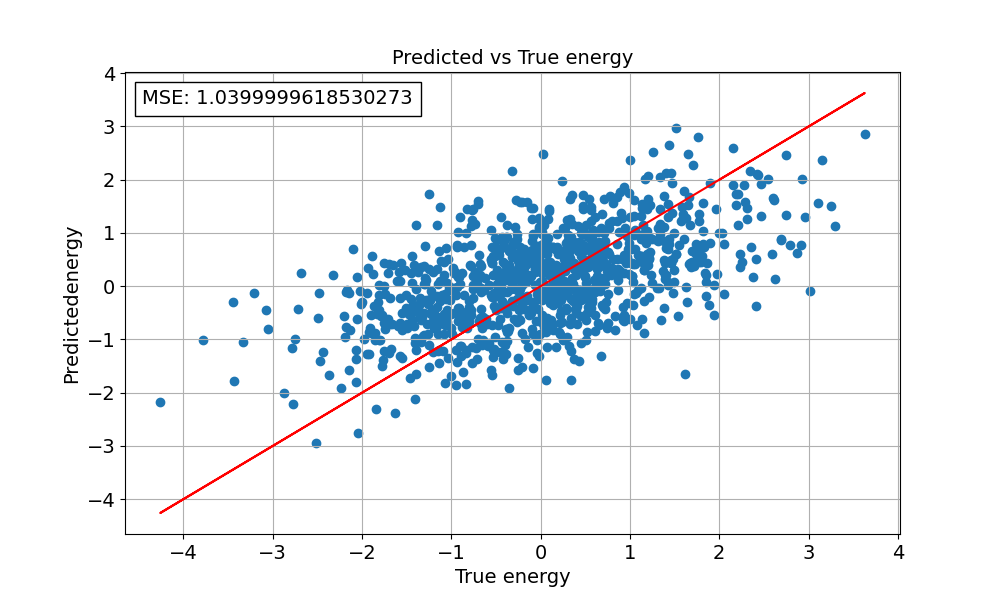 Predicted vs True energy
MSE: 1.0399999618530273
4
3
2
1
0
−1
−2
−3
−4
Predictedenergy
−4 −3 −2 −1 0 1 2 3 4
True energy